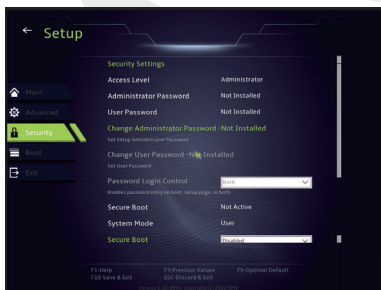 ← Setup
Security Settings
Access Level Administrator
Main
Administrator Password Not Installed
Advanced
User Password Not Installed
Security
Change Administrator Password -Not Installed
Set Setup Administrator Password
Boot
Change User Password -Not Installed
Set User Password
Exit
Password Login Control Both
Enables password entry on boot, setup page, or both.
Secure Boot Not Active
System Mode User
Secure Boot Disabled
F1-Help F3-Previous Values F9-Optimal Default
F10-Save & Exit ESC-Discard & Exit